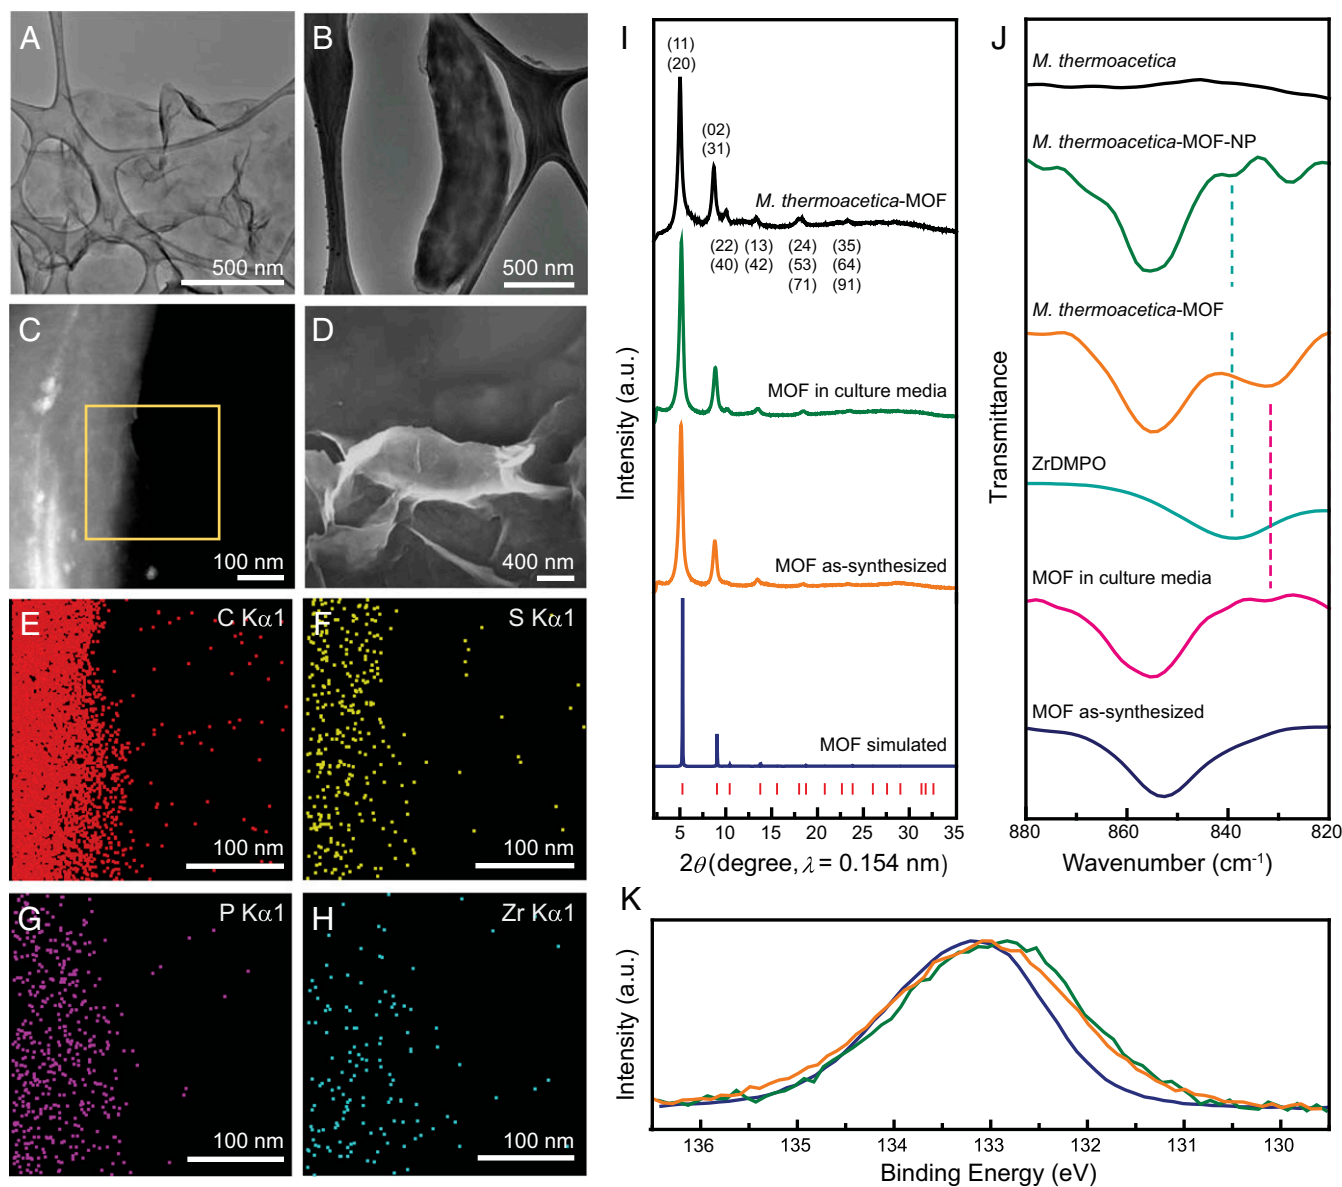 A
500 nm
B
500 nm
C
100 nm
D
400 nm
E
C Kα1
100 nm
F
S Kα1
100 nm
G
P Kα1
100 nm
H
Zr Kα1
100 nm
I
(11)
(20)
(02)
(31)
M. thermoacetica-MOF
(22) (13) (24) (35)
(40) (42) (53) (64)
(71) (91)
MOF in culture media
MOF as-synthesized
MOF simulated
Intensity (a.u.)
5 10 15 20 25 30 35
2θ (degree, λ = 0.154 nm)
J
M. thermoacetica
M. thermoacetica-MOF-NP
M. thermoacetica-MOF
ZrDMPO
MOF in culture media
MOF as-synthesized
Transmittance
880 860 840 820
Wavenumber (cm-1)
K
Intensity (a.u.)
136 135 134 133 132 131 130
Binding Energy (eV)